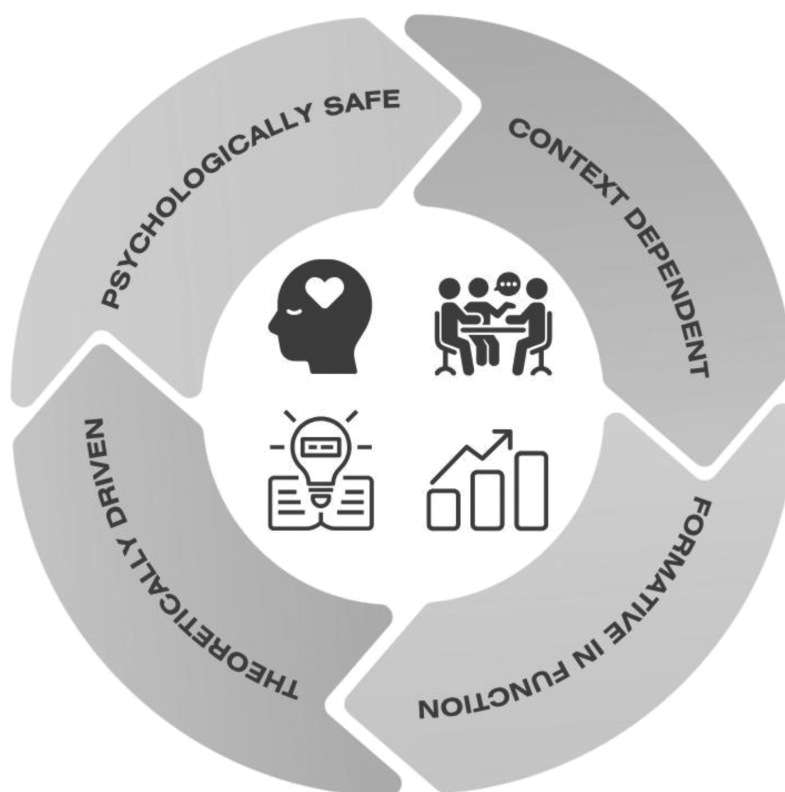 PSYCHOLOGICALLY SAFE
CONTEXT DEPENDENT
FORMATIVE IN FUNCTION
THEORETICALLY DRIVEN